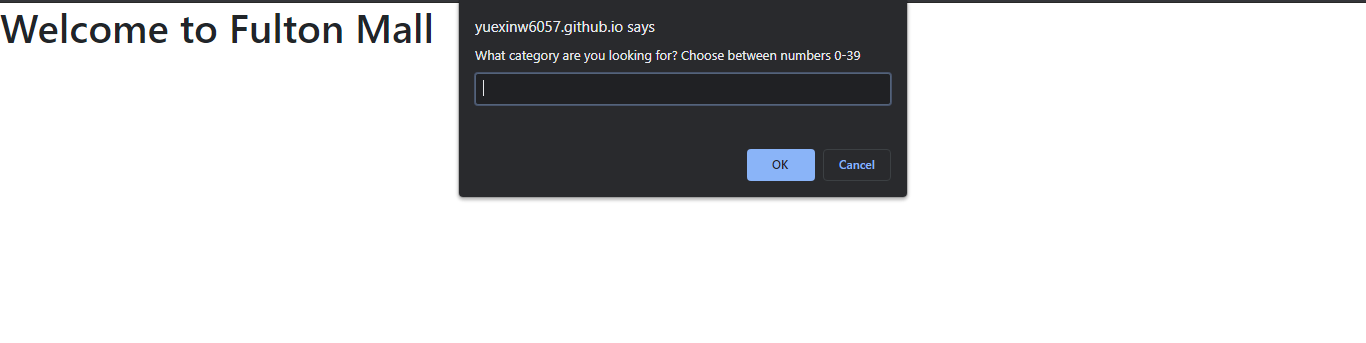 Welcome to Fulton Mall
yuexinw6057.github.io says
What category are you looking for? Choose between numbers 0-39
OK
Cancel